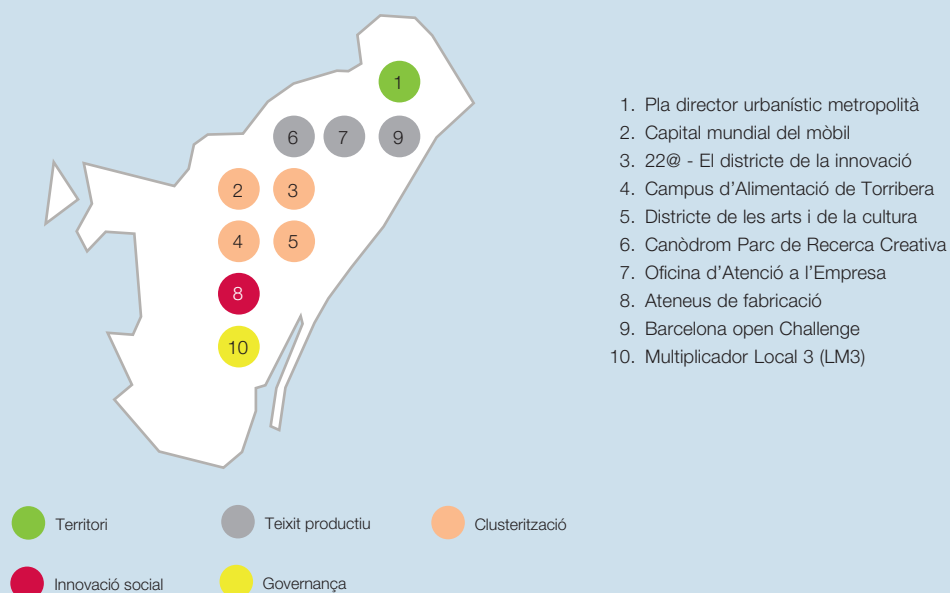 1
6
7
9
2
3
4
5
8
10
1. Pla director urbanístic metropolità
2. Capital mundial del mòbil
3. 22@ - El districte de la innovació
4. Campus d'Alimentació de Torribera
5. Districte de les arts i de la cultura
6. Canòdrom Parc de Recerca Creativa
7. Oficina d'Atenció a l'Empresa
8. Ateneus de fabricació
9. Barcelona open Challenge
10. Multiplicador Local 3 (LM3)
Territori
Teixit productiu
Clusterització
Innovació social
Governança